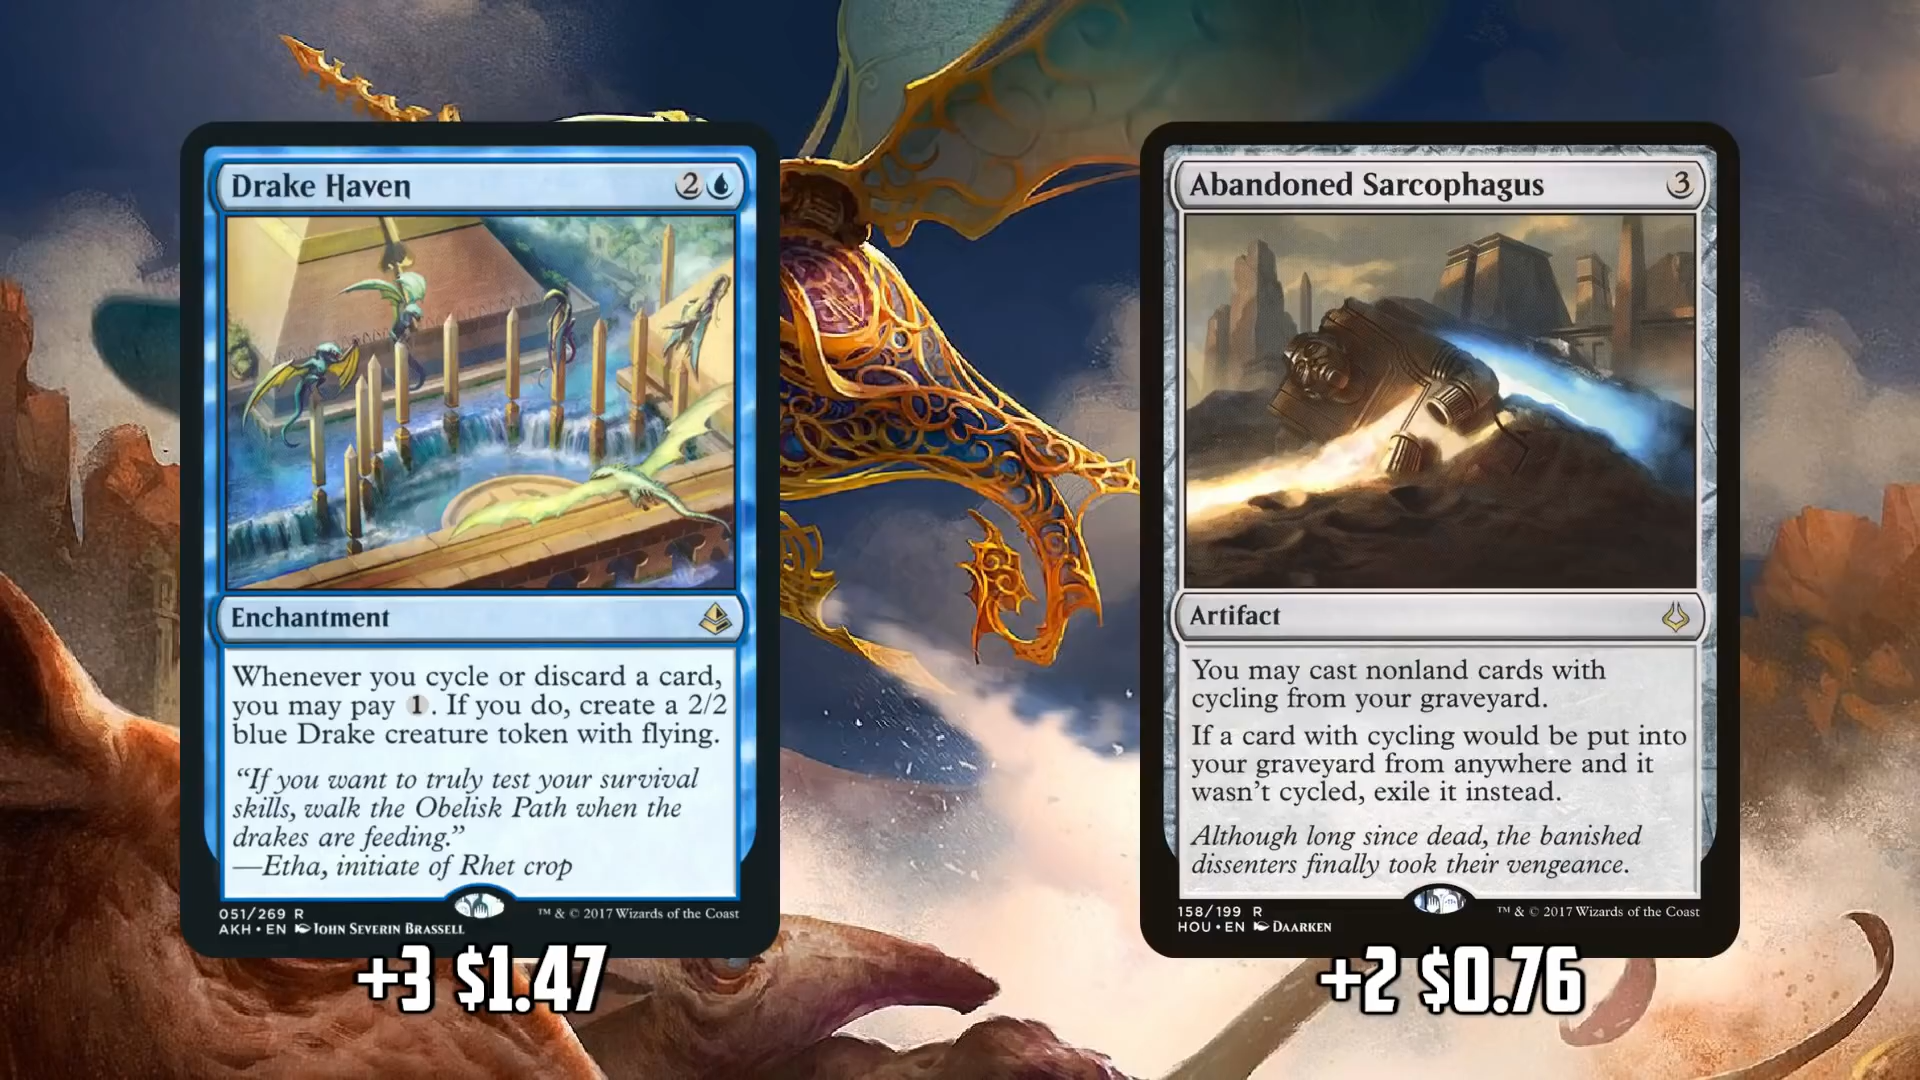 Drake Haven 2
Enchantment
Whenever you cycle or discard a card,
you may pay 1. If you do, create a 2/2
blue Drake creature token with flying.
“If you want to truly test your survival
skills, walk the Obelisk Path when the
drakes are feeding.”
—Etha, initiate of Rhet crop
051/269 R
AKH • EN John Severin Brassell
™ & © 2017 Wizards of the Coast
+3 $1.47
Abandoned Sarcophagus 3
Artifact
You may cast nonland cards with
cycling from your graveyard.
If a card with cycling would be put into
your graveyard from anywhere and it
wasn't cycled, exile it instead.
Although long since dead, the banished
dissenters finally took their vengeance.
158/199 R
HOU • EN Daarken
™ & © 2017 Wizards of the Coast
+2 $0.76